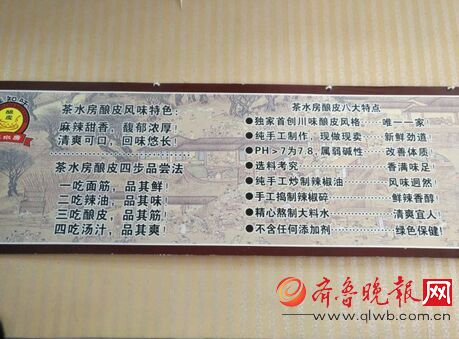 酿皮
茶水房酿皮风味特色:
麻辣甜香,馥郁浓厚!
清爽可口,回味悠长!
茶水房酿皮四步品尝法
一吃面筋,品其鲜!
二吃辣油,品其味!
三吃酿皮,品其筋!
四吃汤汁,品其爽!
茶水房酿皮八大特点
●独家首创川味酿皮风格……唯一一家
●纯手工制作,现做现卖……新鲜劲道
●PH>7为7.8,属弱碱性……改善体质
●选料考究……香满味足
●纯手工炒制辣椒油……风味迥然!
●手工捣制辣椒碎……鲜辣香醇!
●精心熬制大料水……清爽宜人!
●不含任何添加剂……绿色保健!
齐鲁晚报网
www.qlwb.com.cn